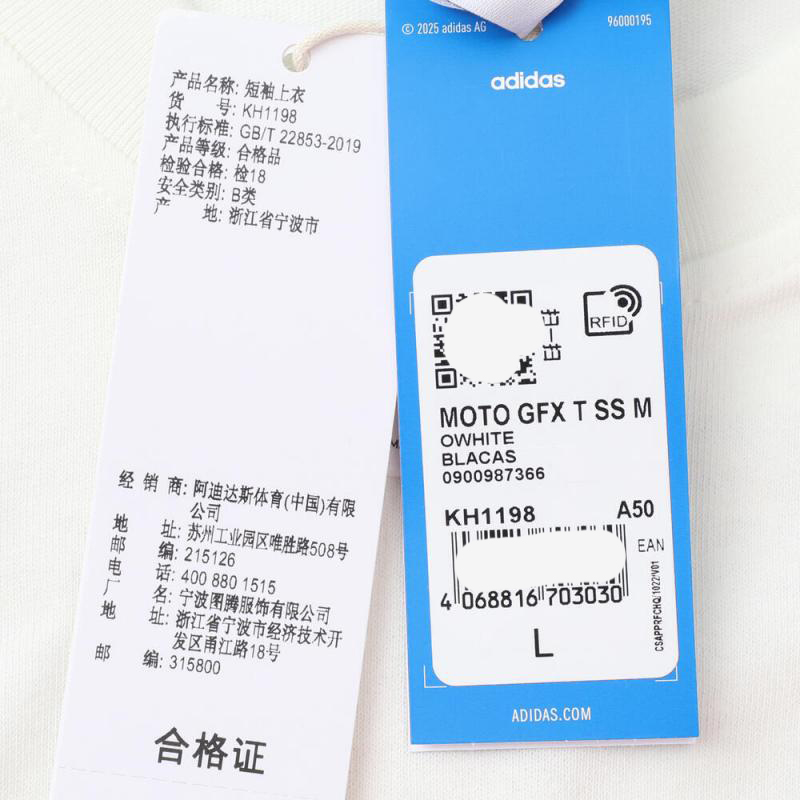 产品名称: 短袖上衣
货 号: KH1198
执行标准: GB/T 22853-2019
产品等级: 合格品
检验合格: 检18
安全类别: B类
产 地: 浙江省宁波市
经 销 商: 阿迪达斯体育(中国)有限
公司
地 址: 苏州工业园区唯胜路508号
邮 编: 215126
电 话: 400 880 1515
厂 名: 宁波图腾服饰有限公司
地 址: 浙江省宁波市经济技术开
发区甬江路18号
邮 编: 315800
合格证
© 2025 adidas AG
96000195
adidas
扫一扫
RFID
MOTO GFX T SS M
OWHITE
BLACAS
0900987366
KH1198 A50
EAN
4 068816 703030
CSAPPRFCHQ1022V01
L
ADIDAS.COM